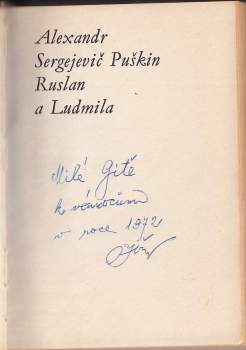 Alexandr
Sergejevič Puškin
Ruslan
a Ludmila
Milé Gitě
k vánocům
v roce 1972